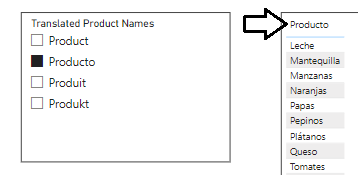 Translated Product Names
Product
Producto
Produit
Produkt
Producto
Leche
Mantequilla
Manzanas
Naranjas
Papas
Pepinos
Plátanos
Queso
Tomates